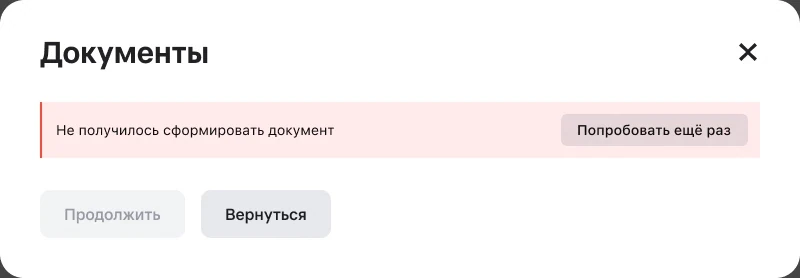 Документы
Не получилось сформировать документ
Попробовать ещё раз
Продолжить
Вернуться